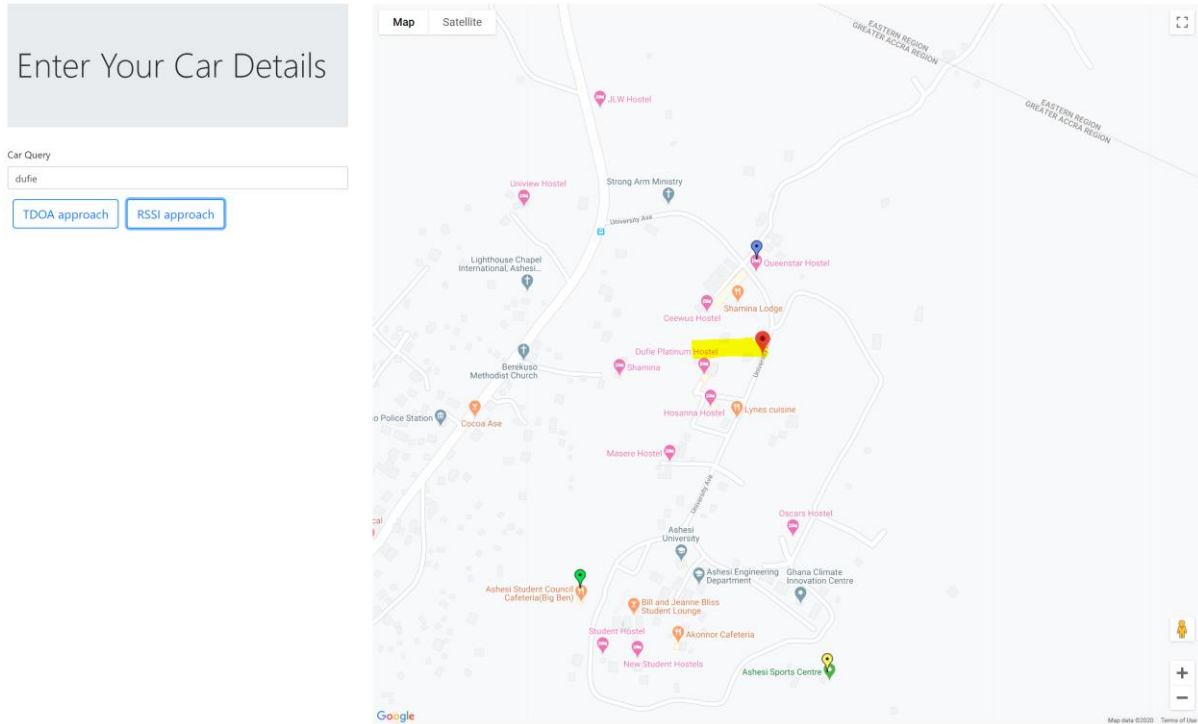 Enter Your Car Details
Car Query
dufie
TDOA approach
RSSI approach
Map
Satellite
EASTERN REGION
GREATER ACCRA REGION
EASTERN REGION
GREATER ACCRA REGION
JLW Hostel
Uniview Hostel
Strong Arm Ministry
University Ave
Lighthouse Chapel
International, Ashesi...
Queenstar Hostel
Shamina Lodge
Ceewus Hostel
Dufie Platinum Hostel
Shamina
Berekuso
Methodist Church
Hosanna Hostel
Lynes cuisine
o Police Station
Cocoa Ase
Masere Hostel
University Ave
Oscars Hostel
cal
Ashesi
University
Ashesi Engineering
Department
Ghana Climate
Innovation Centre
Ashesi Student Council
Cafeteria(Big Ben)
Bill and Jeanne Bliss
Student Lounge...
Student Hostel
Akonnor Cafeteria
New Student Hostels
Ashesi Sports Centre
Google
Map data ©2020
Terms of Use